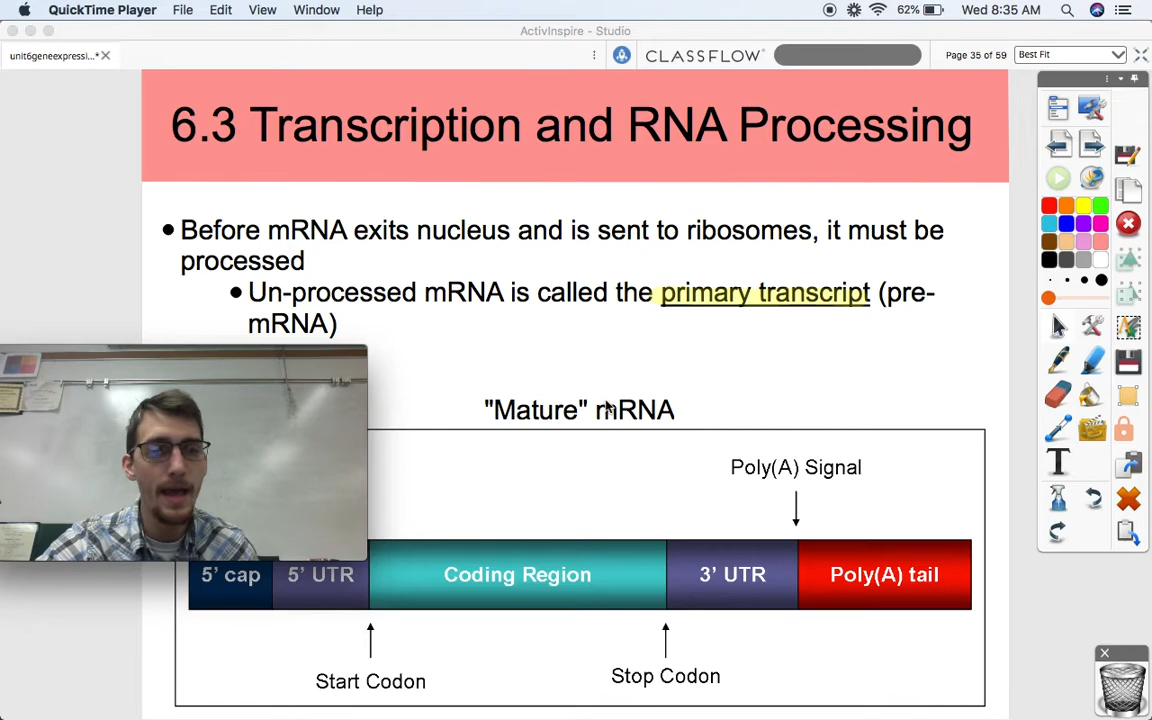 QuickTime Player File Edit View Window Help 62% Wed 8:35 AM
ActivInspire - Studio
unit6geneexpressi...*
CLASSFLOW
Page 35 of 59
Best Fit
6.3 Transcription and RNA Processing
Before mRNA exits nucleus and is sent to ribosomes, it must be
processed
Un-processed mRNA is called the primary transcript (pre-
mRNA)
"Mature" mRNA
Poly(A) Signal
5' cap 5' UTR Coding Region 3' UTR Poly(A) tail
Start Codon Stop Codon
T